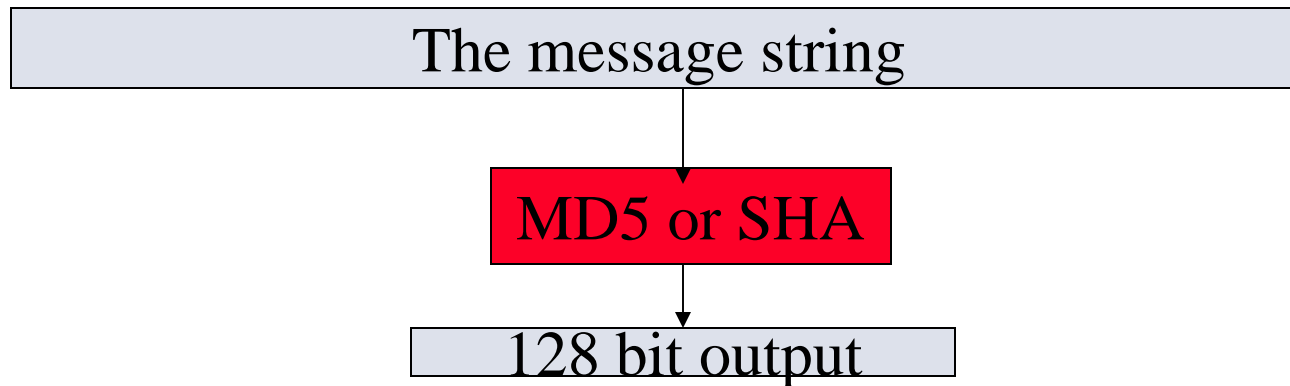 The message string
MD5 or SHA
128 bit output